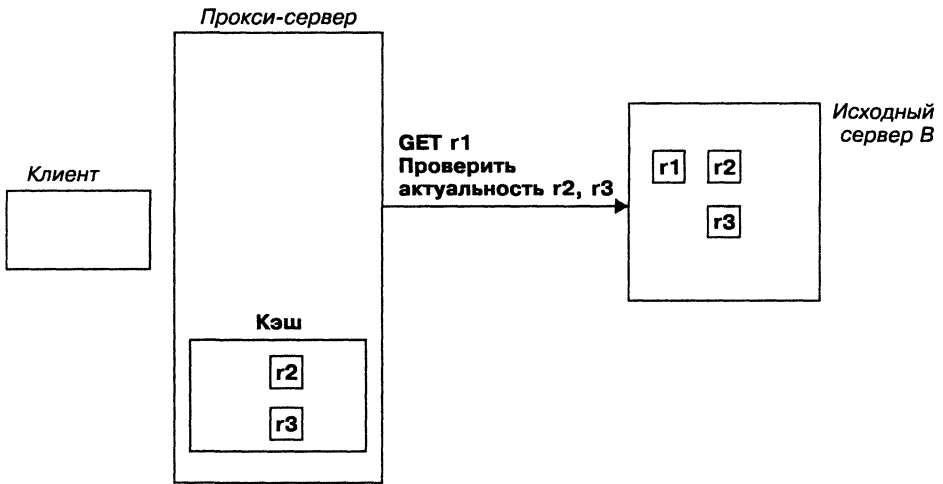 Прокси-сервер
Исходный
сервер В
GET r1
Проверить
актуальность r2, r3
r1 r2
Клиент
r3
Кэш
r2
r3